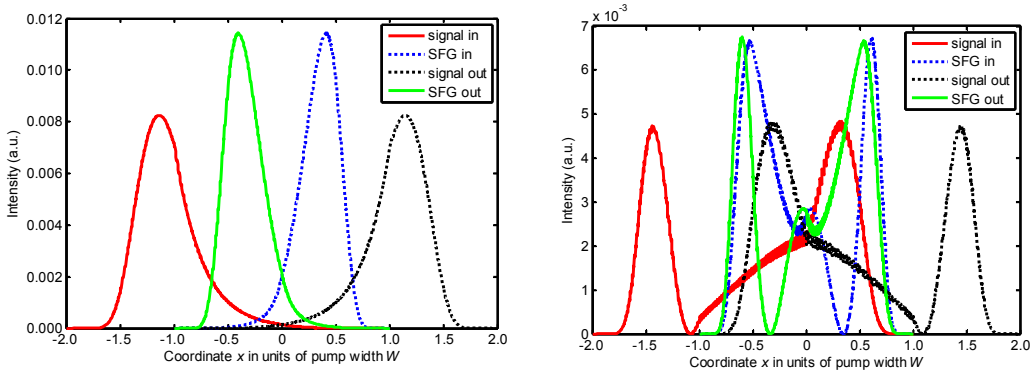 0.012
0.010
0.008
0.006
0.004
0.002
0.000
Intensity (a.u.)
signal in
SFG in
signal out
SFG out
-2.0 -1.5 -1.0 -0.5 0 0.5 1.0 1.5 2.0
Coordinate x in units of pump width W
7 x 10⁻³
6
5
4
3
2
1
0
Intensity (a.u.)
signal in
SFG in
signal out
SFG out
-2.0 -1.5 -1.0 -0.5 0 0.5 1.0 1.5 2.0
Coordinate x in units of pump width W